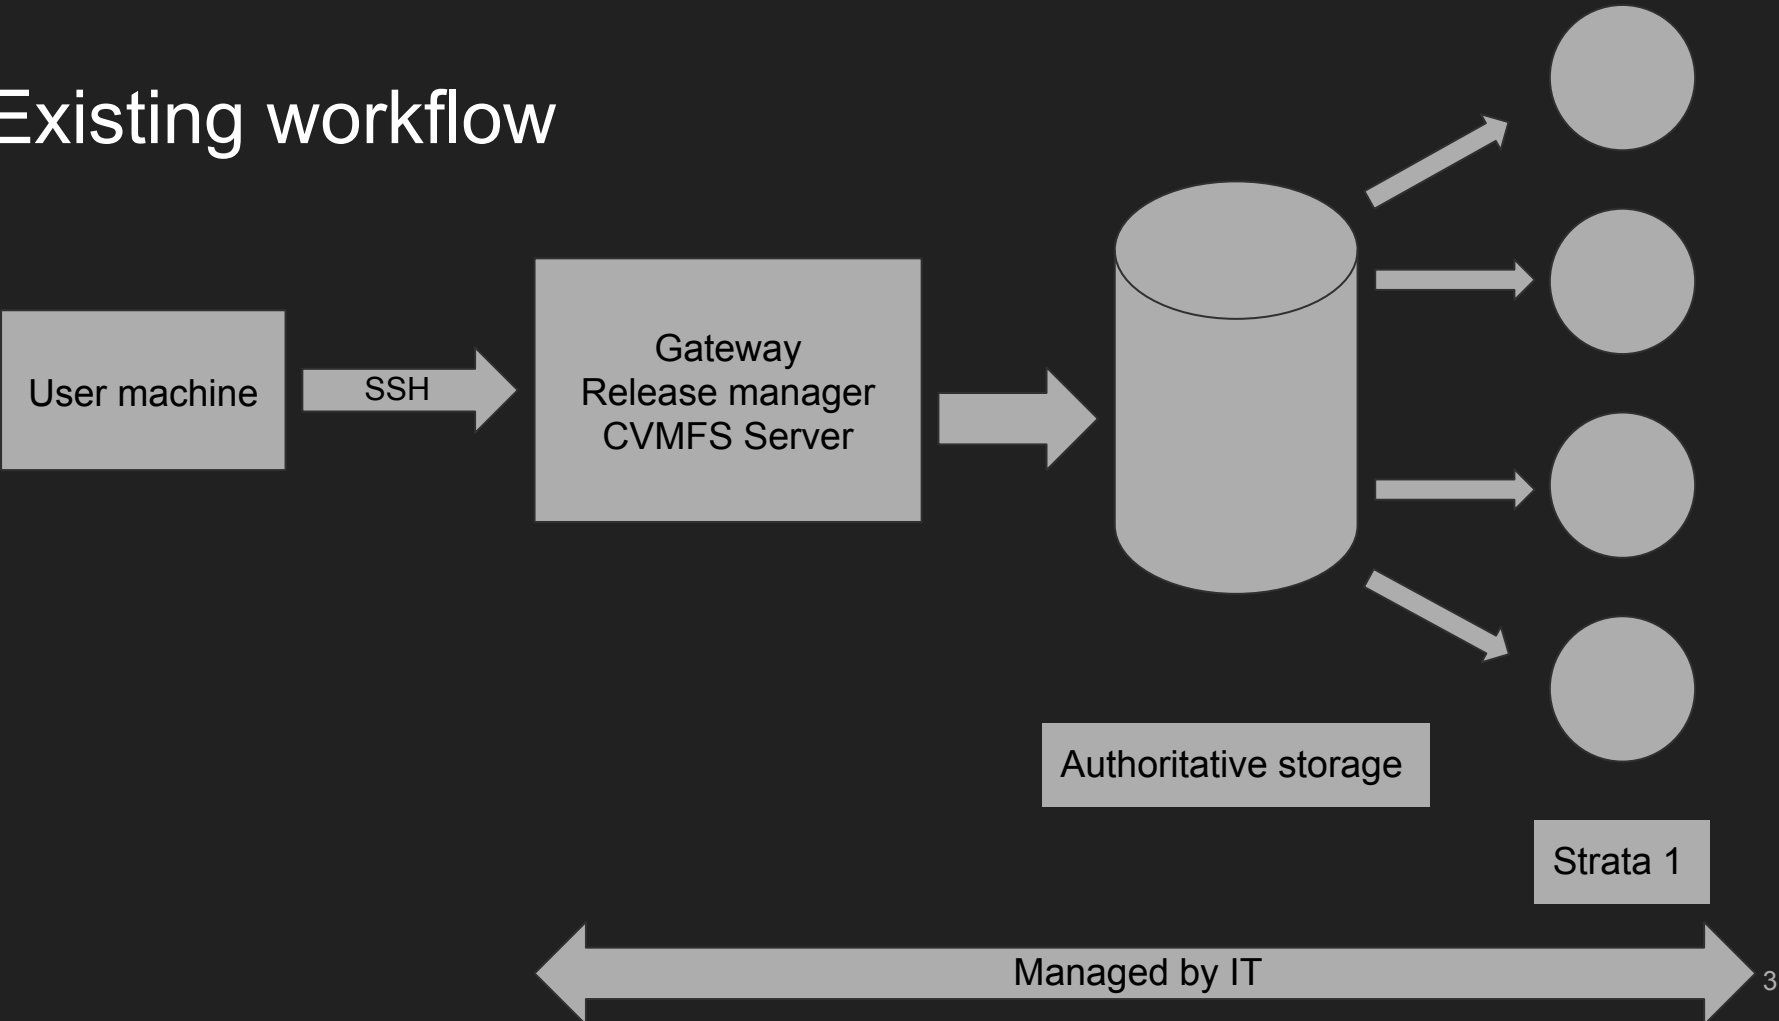 Existing workflow
User machine
SSH
Gateway
Release manager
CVMFS Server
Authoritative storage
Strata 1
Managed by IT
3